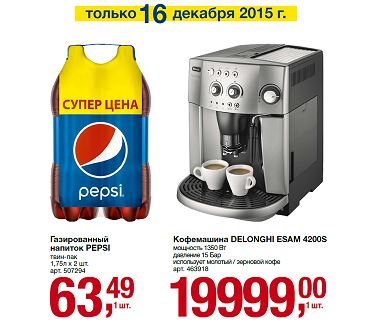 только 16 декабря 2015 г.
СУПЕР ЦЕНА
pepsi
Газированный
напиток PEPSI
твин-пак
1,75л х 2 шт.
арт. 507294
63,49
1 шт.
Кофемашина DELONGHI ESAM 4200S
мощность 1350 Вт
давление 15 Бар
использует молотый / зерновой кофе
арт. 463918
19999,00
1 шт.